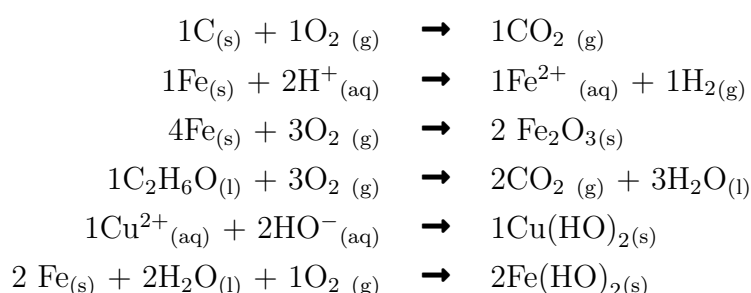 1C(s) + 1O2 (g) → 1CO2 (g)
1Fe(s) + 2H+(aq) → 1Fe2+ (aq) + 1H2(g)
4Fe(s) + 3O2 (g) → 2 Fe2O3(s)
1C2H6O(l) + 3O2 (g) → 2CO2 (g) + 3H2O(l)
1Cu2+(aq) + 2HO−(aq) → 1Cu(HO)2(s)
2 Fe(s) + 2H2O(l) + 1O2 (g) → 2Fe(HO)2(s)